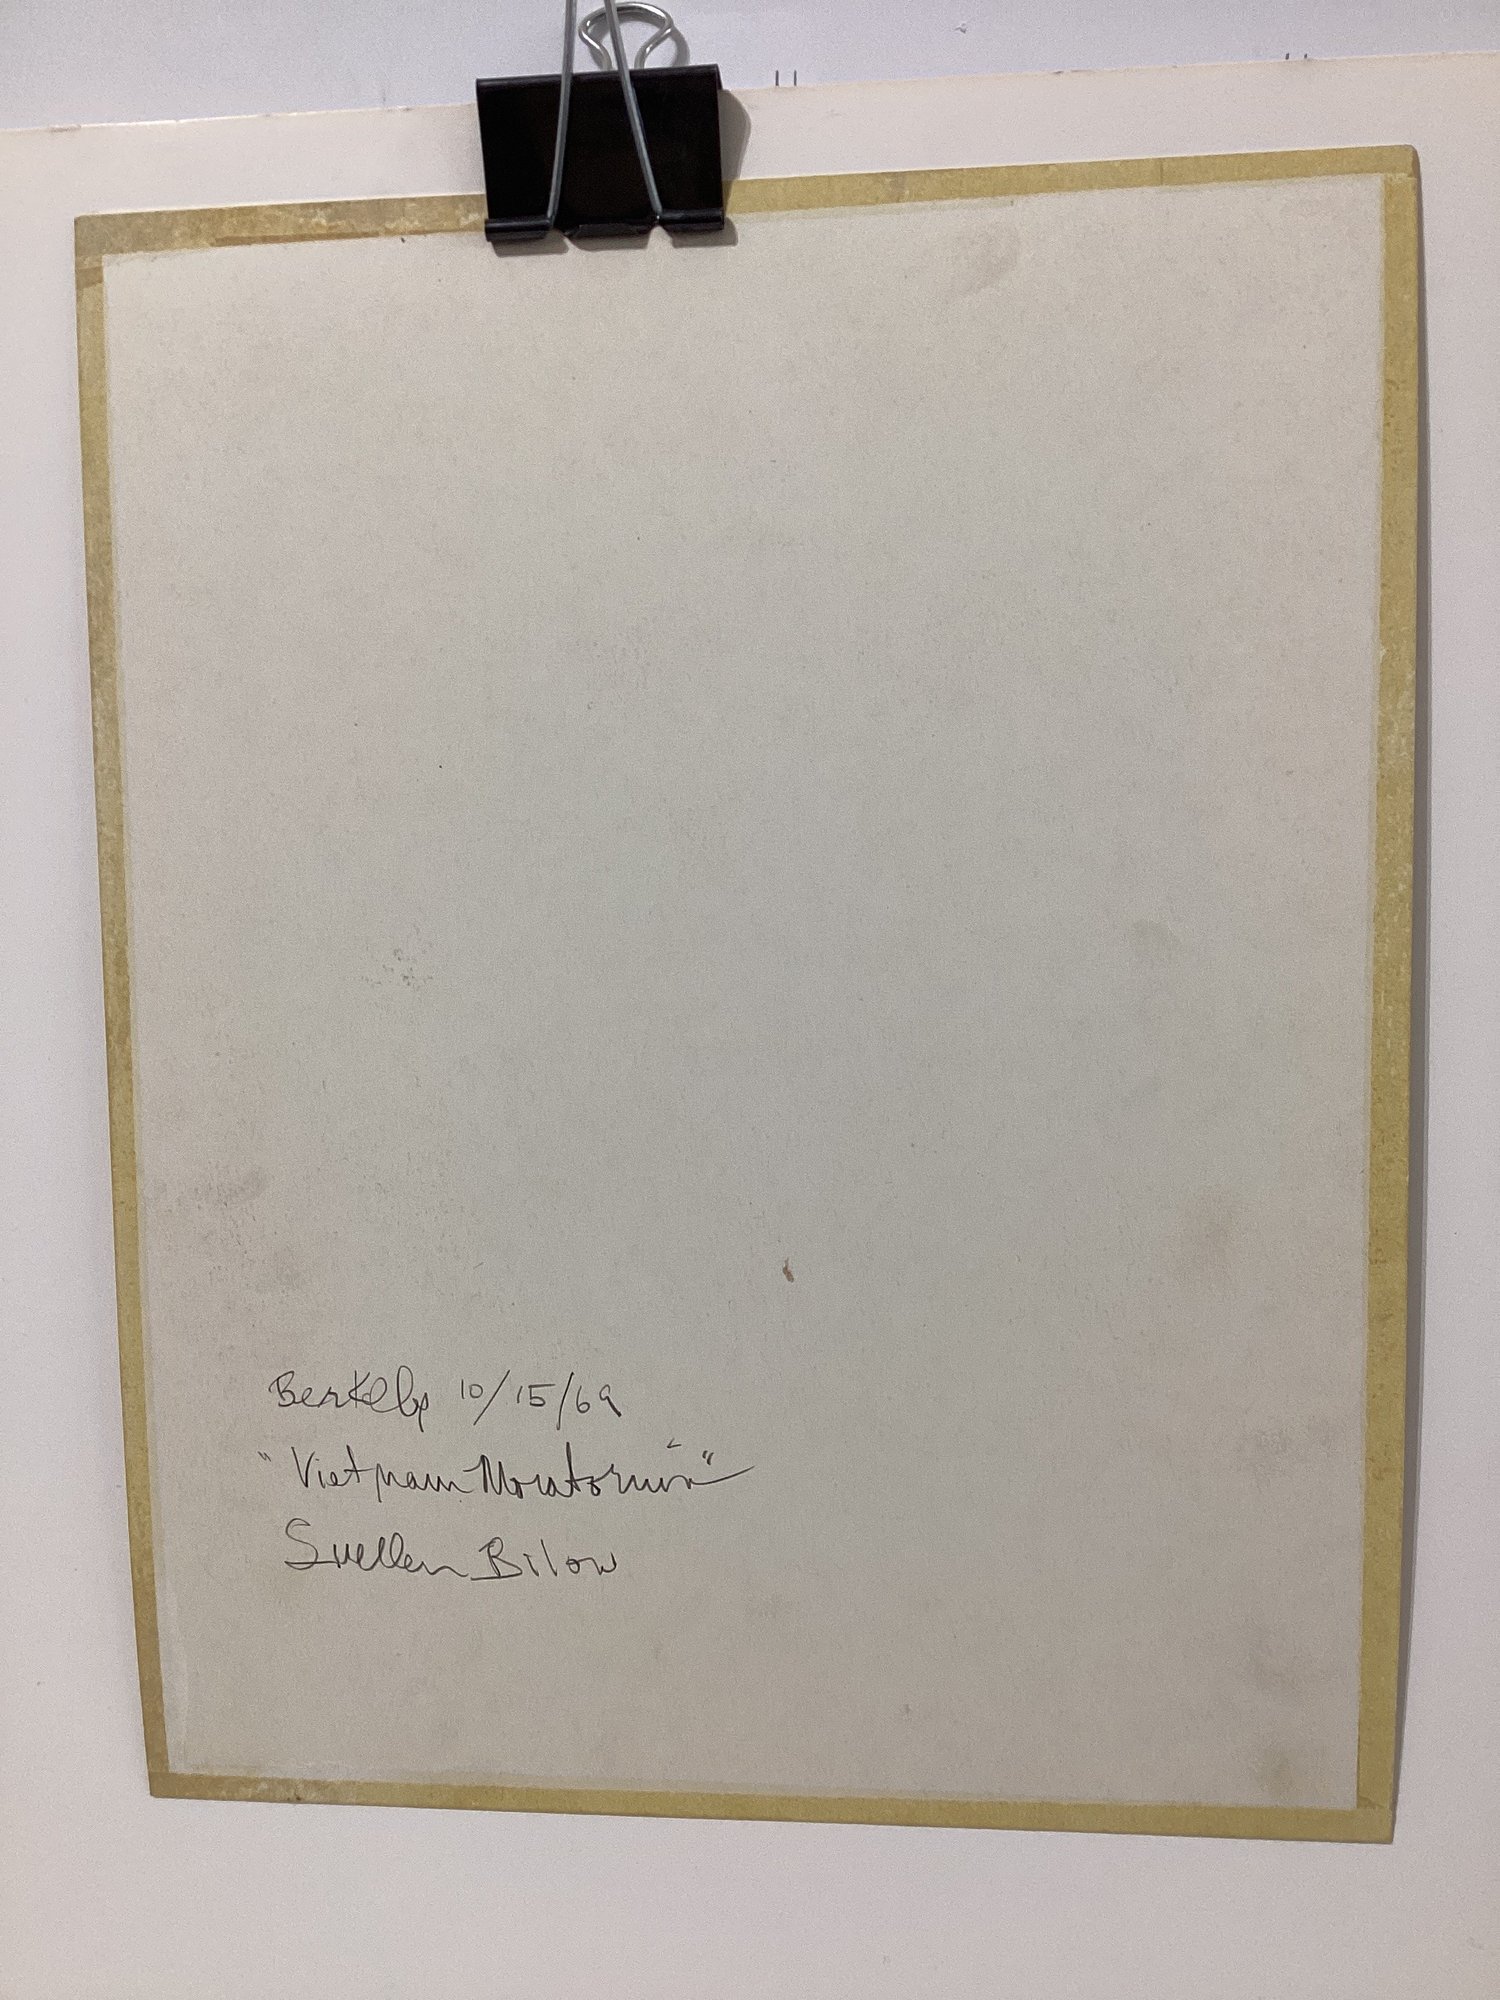 Berkeley 10/15/69
"Vietnam Moratorium"
Suellen Bilow